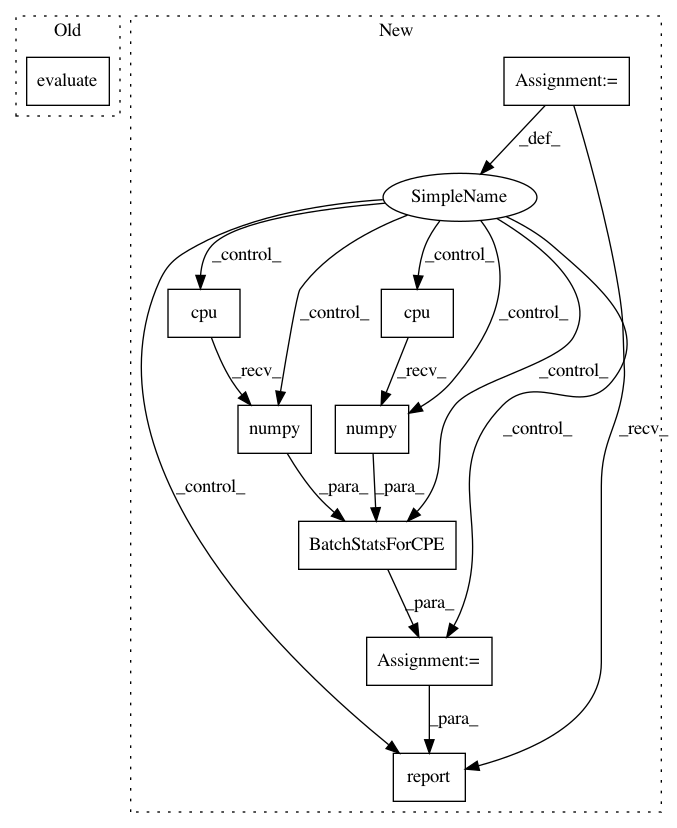 Old
New
evaluate
Assignment:=
_def_
SimpleName
_control_
_control_
_control_
_control_
cpu
cpu
_control_
_recv_
_recv_
_control_
_recv_
numpy
numpy
_control_
_para_
_para_
BatchStatsForCPE
_para_
Assignment:=
_para_
report